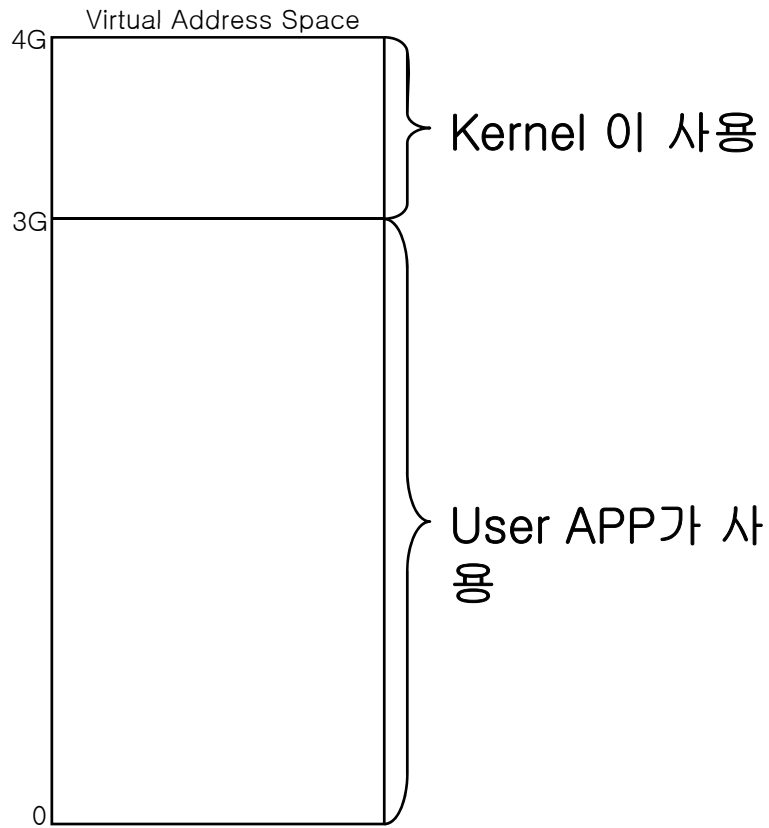 Virtual Address Space
4G
Kernel 이 사용
3G
User APP가 사
용
0